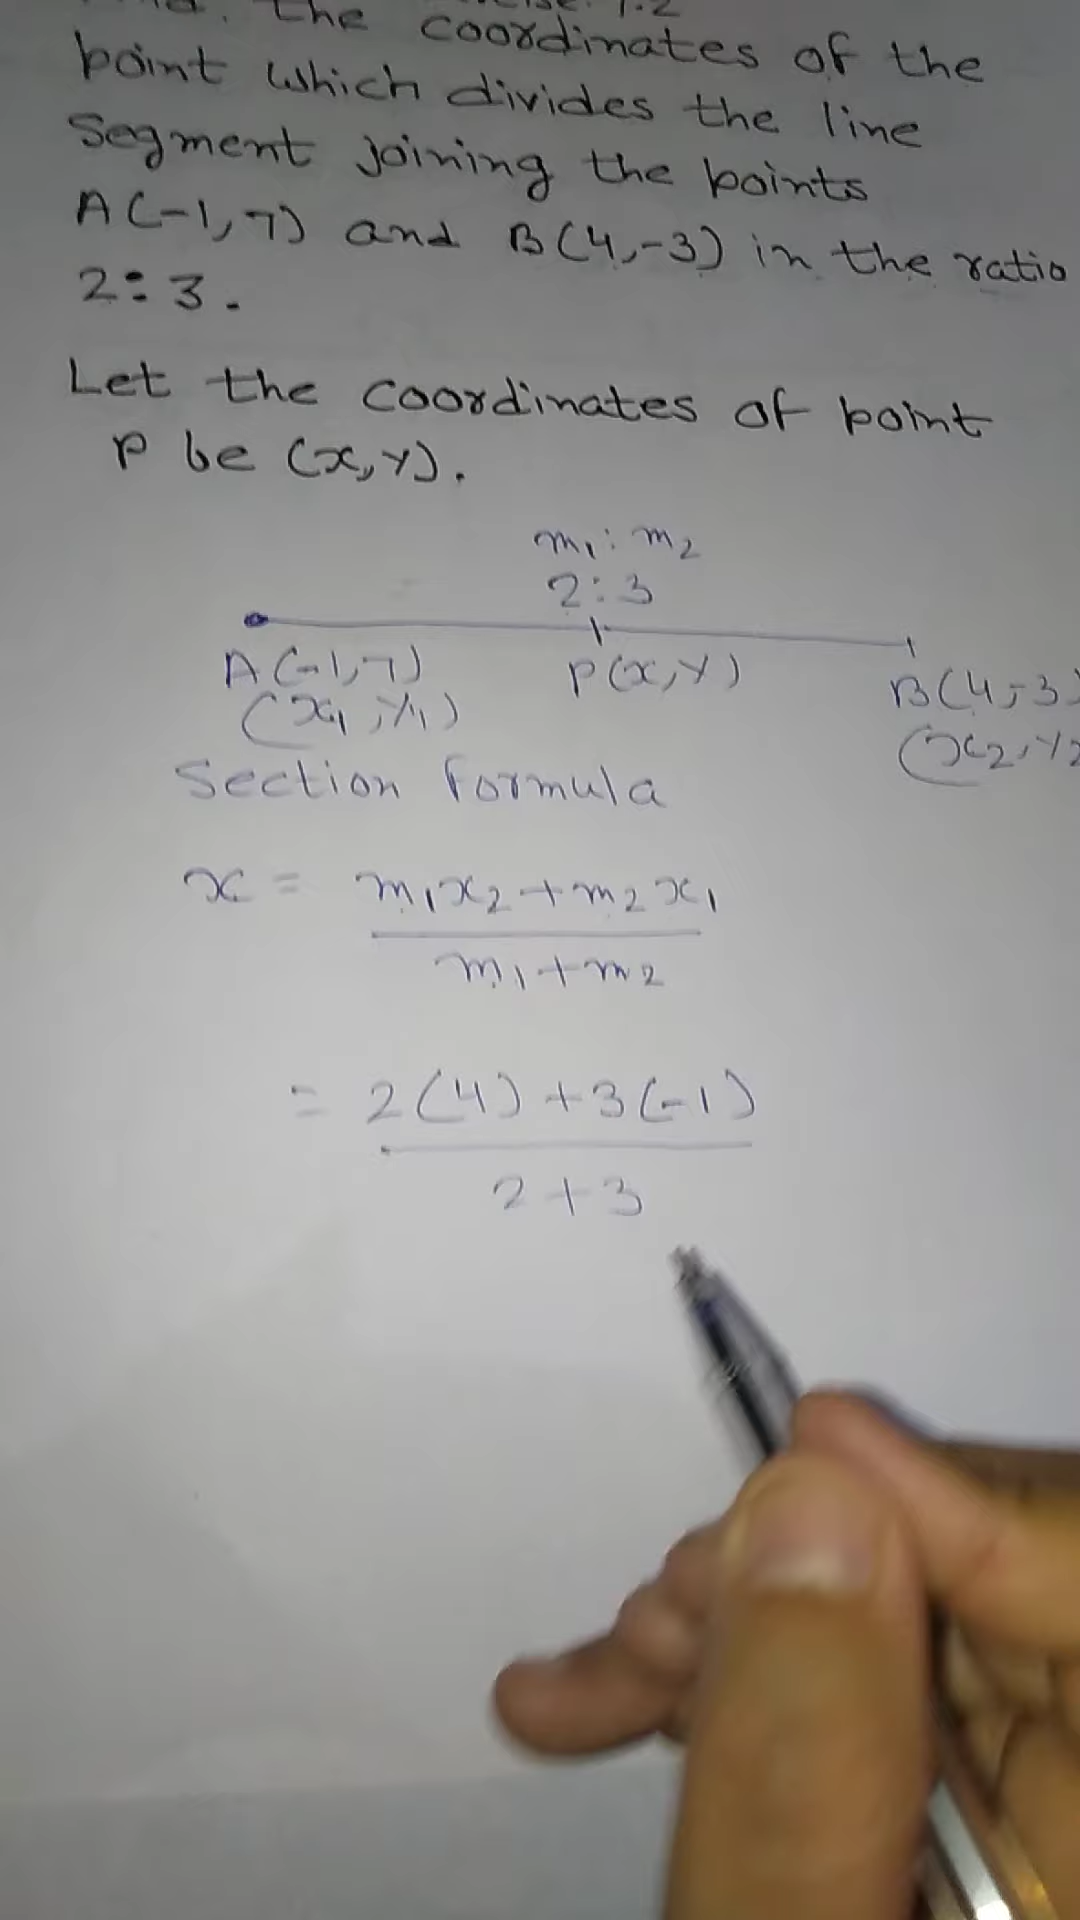 the coordinates of the
point which divides the line
segment joining the points
A(-1,7) and B(4,-3) in the ratio
2:3.
Let the coordinates of point
P be (x,y).
m₁:m₂
2:3
A(-1,7) P(x,y) B(4,-3)
(x₁,y₁) (x₂,y₂
Section formula
x = m₁x₂+m₂x₁
m₁+m₂
= 2(4)+3(-1)
2+3